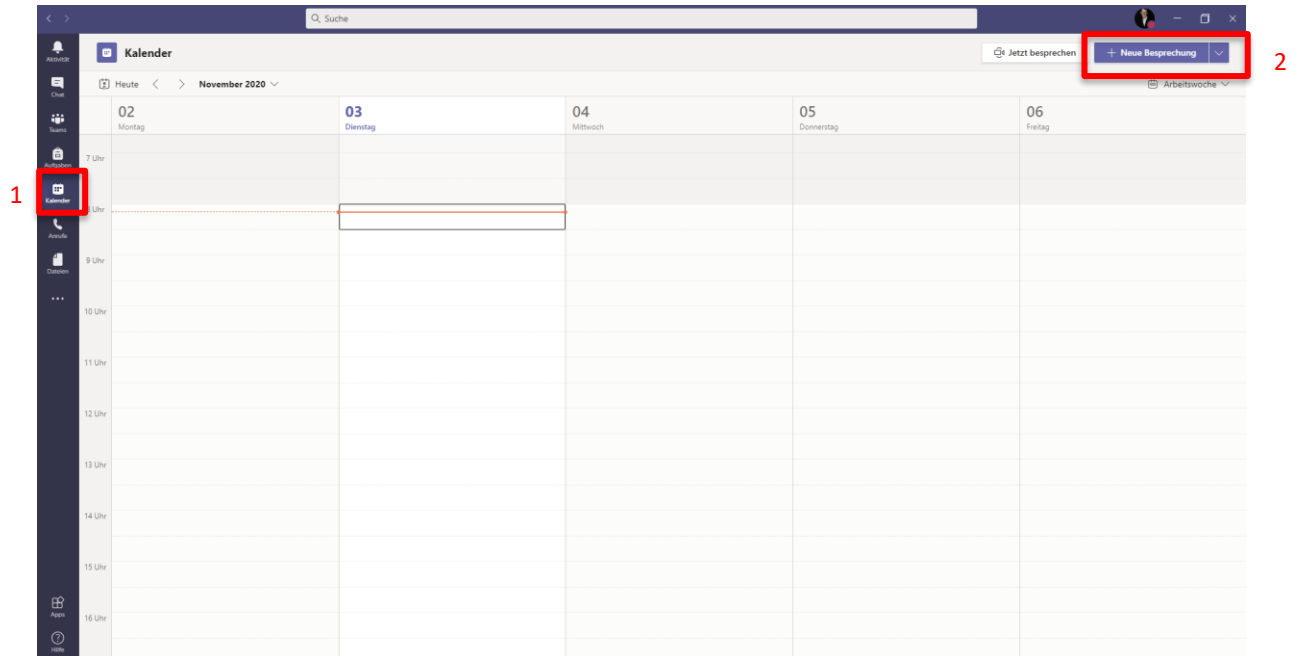 Suche
Aktivität
Chat
Teams
Aufgaben
1
Kalender
Anrufe
Dateien
Apps
Hilfe
Kalender
Jetzt besprechen
+ Neue Besprechung
2
Heute
November 2020
Arbeitswoche
02
Montag
03
Dienstag
04
Mittwoch
05
Donnerstag
06
Freitag
7 Uhr
Uhr
9 Uhr
10 Uhr
11 Uhr
12 Uhr
13 Uhr
14 Uhr
15 Uhr
16 Uhr